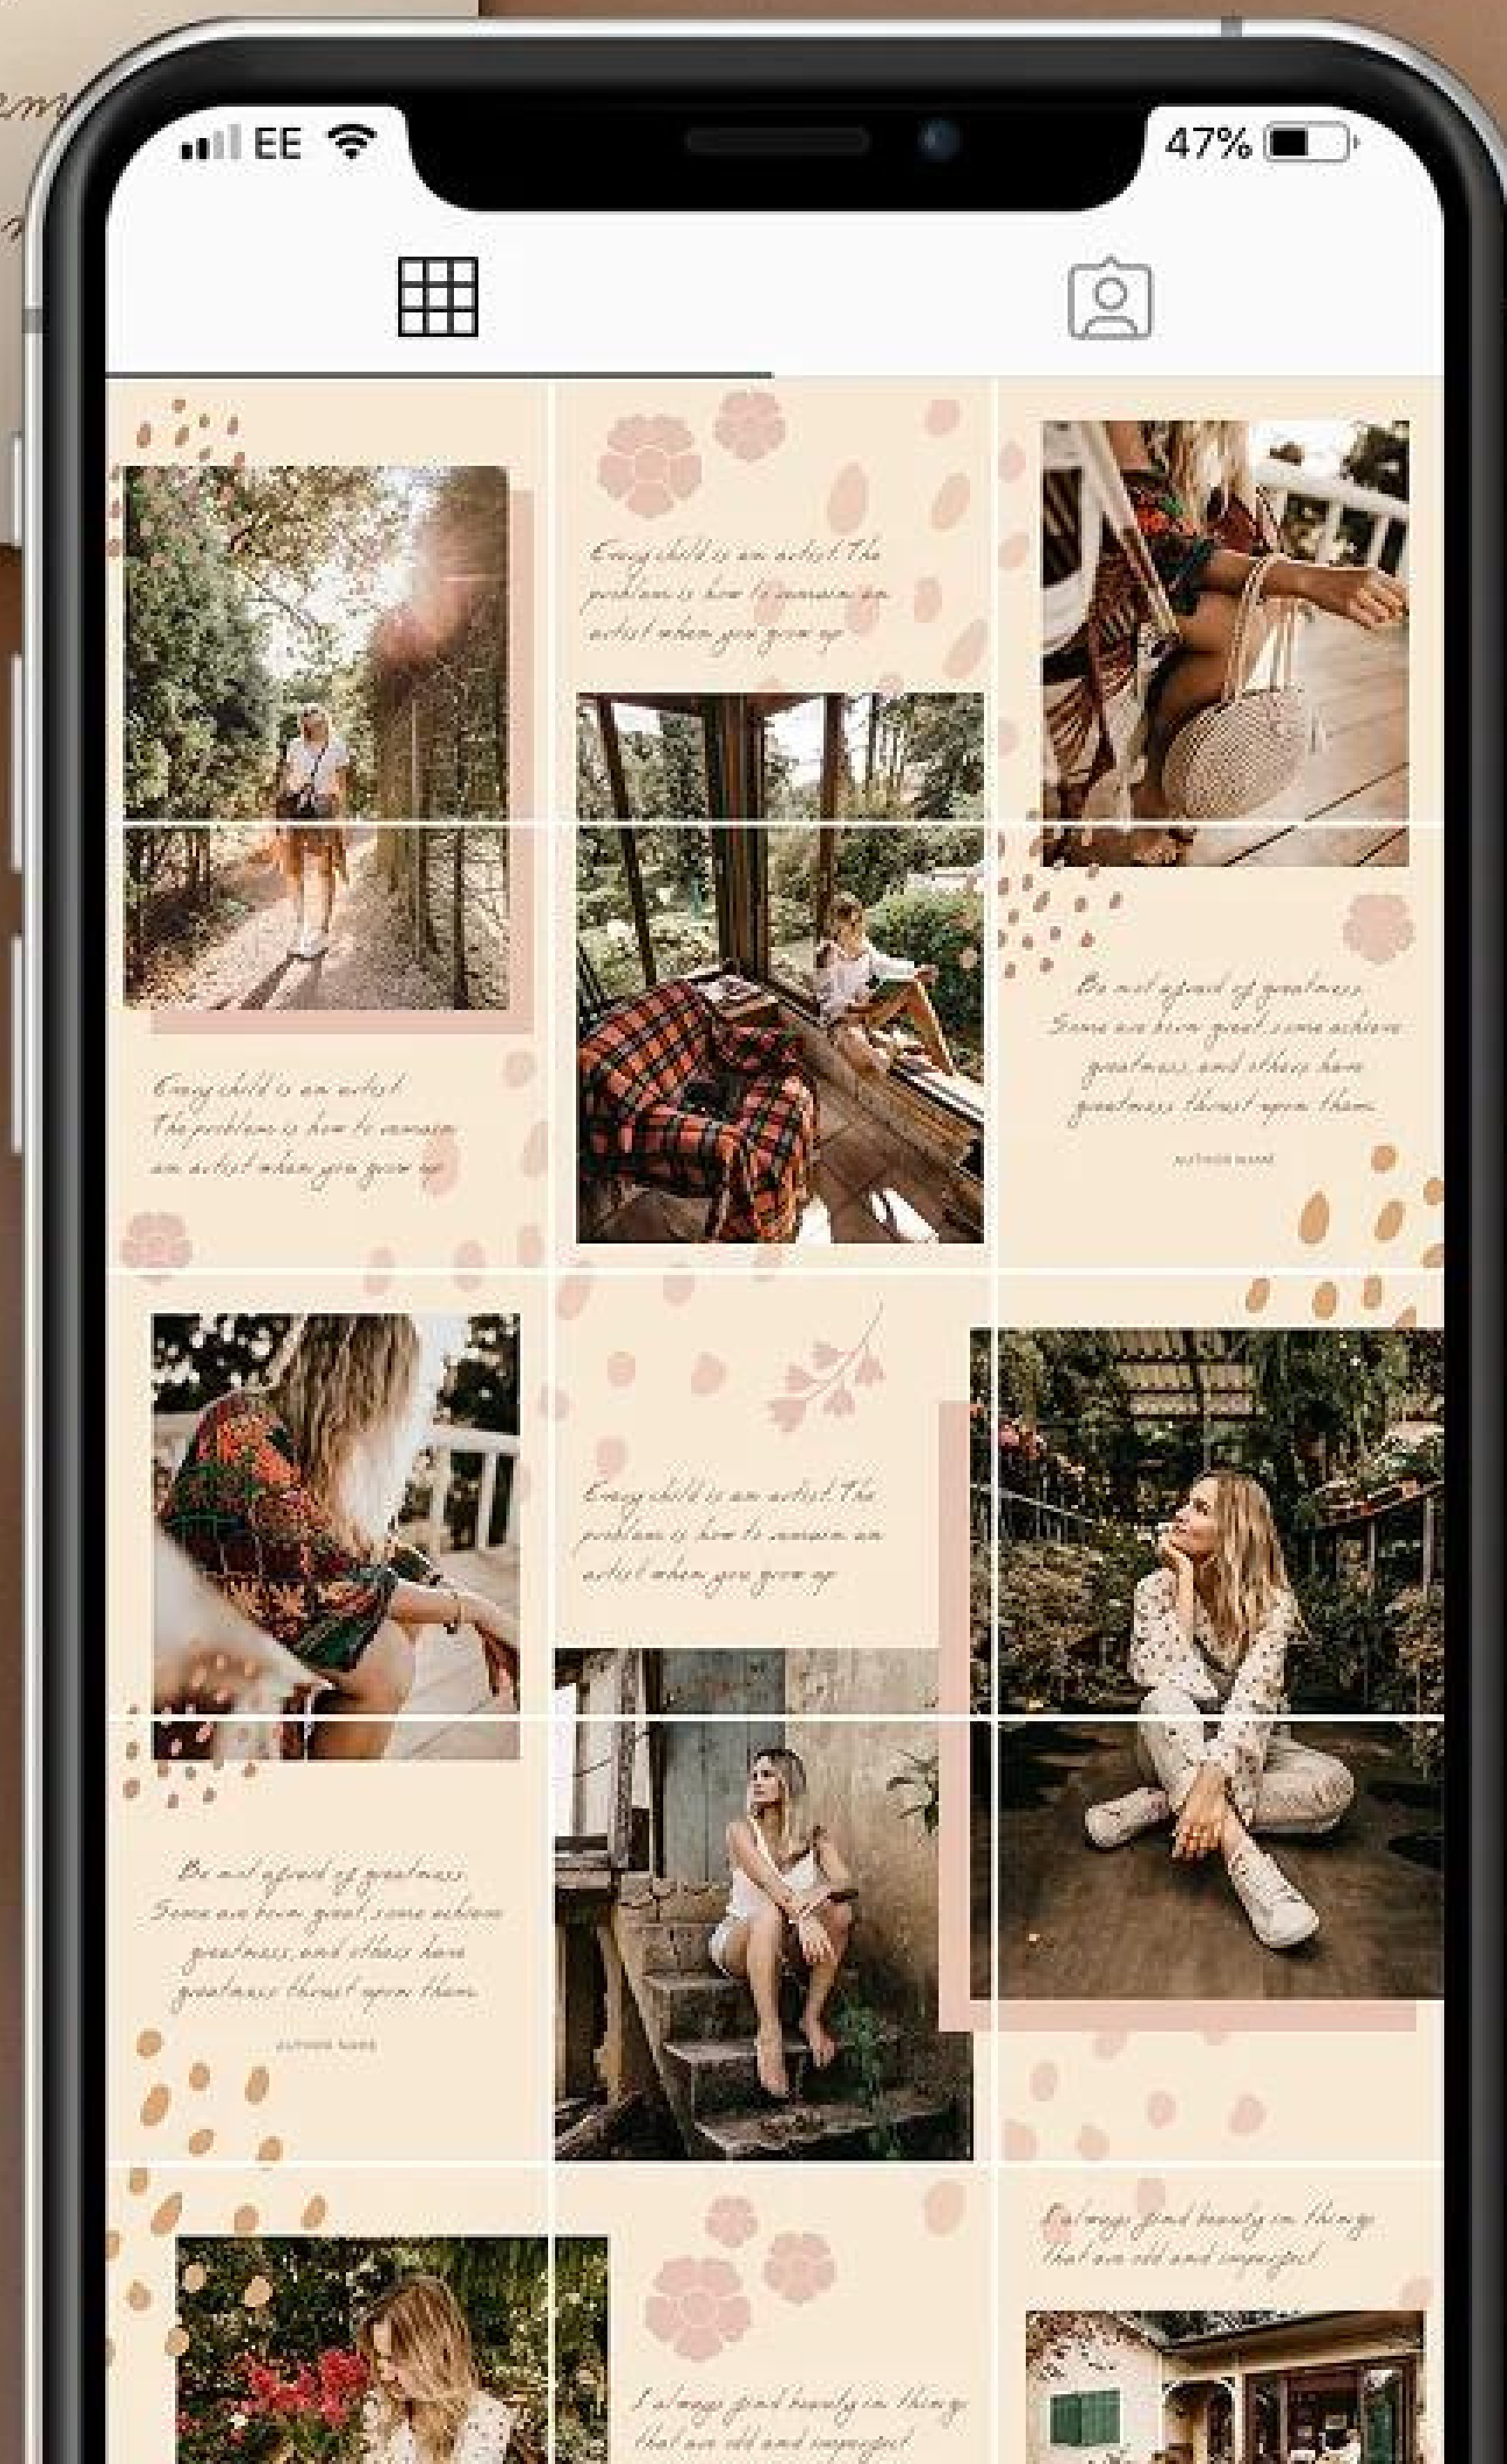 EE
47%
Every child is an artist. The
problem is how to remain an
artist when you grow up
Be not afraid of greatness.
Some are born great, some achieve
greatness, and others have
greatness thrust upon them.
AUTHOR NAME
Every child is an artist.
The problem is how to remain
an artist when you grow up
Every child is an artist. The
problem is how to remain an
artist when you grow up
Be not afraid of greatness.
Some are born great, some achieve
greatness, and others have
greatness thrust upon them.
AUTHOR NAME
I always find beauty in things
that are odd and imperfect
I always find beauty in things
that are odd and imperfect